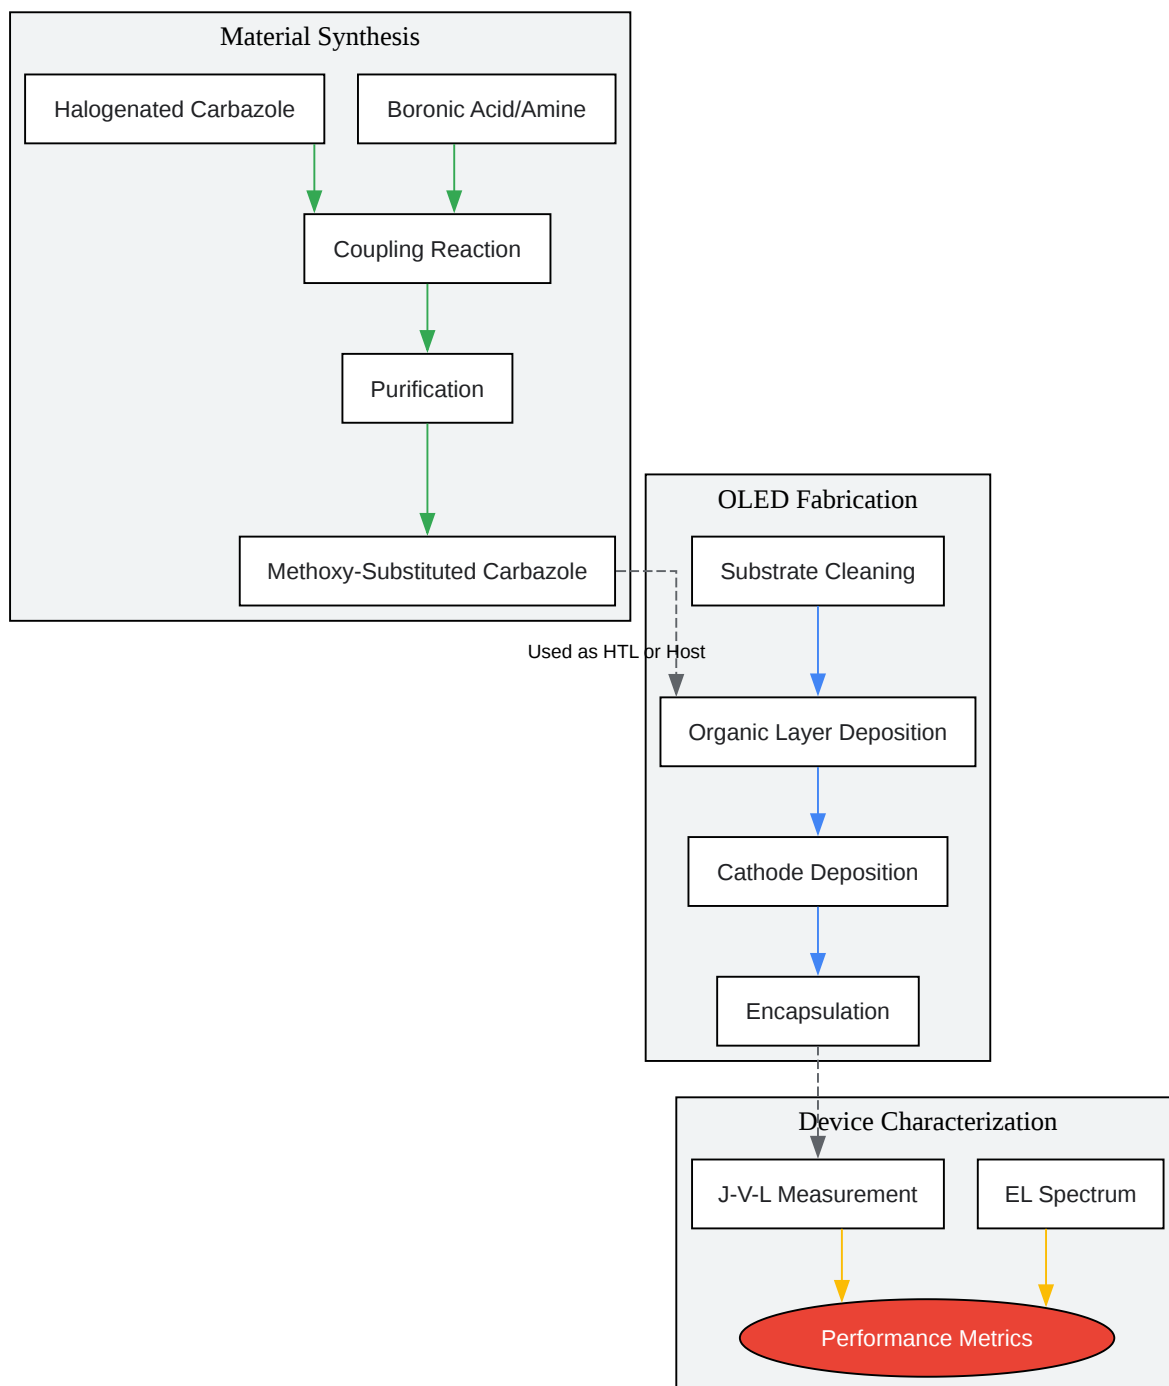 Material Synthesis
Halogenated Carbazole
Boronic Acid/Amine
Coupling Reaction
Purification
Methoxy-Substituted Carbazole
Used as HTL or Host
OLED Fabrication
Substrate Cleaning
Organic Layer Deposition
Cathode Deposition
Encapsulation
Device Characterization
J-V-L Measurement
EL Spectrum
Performance Metrics